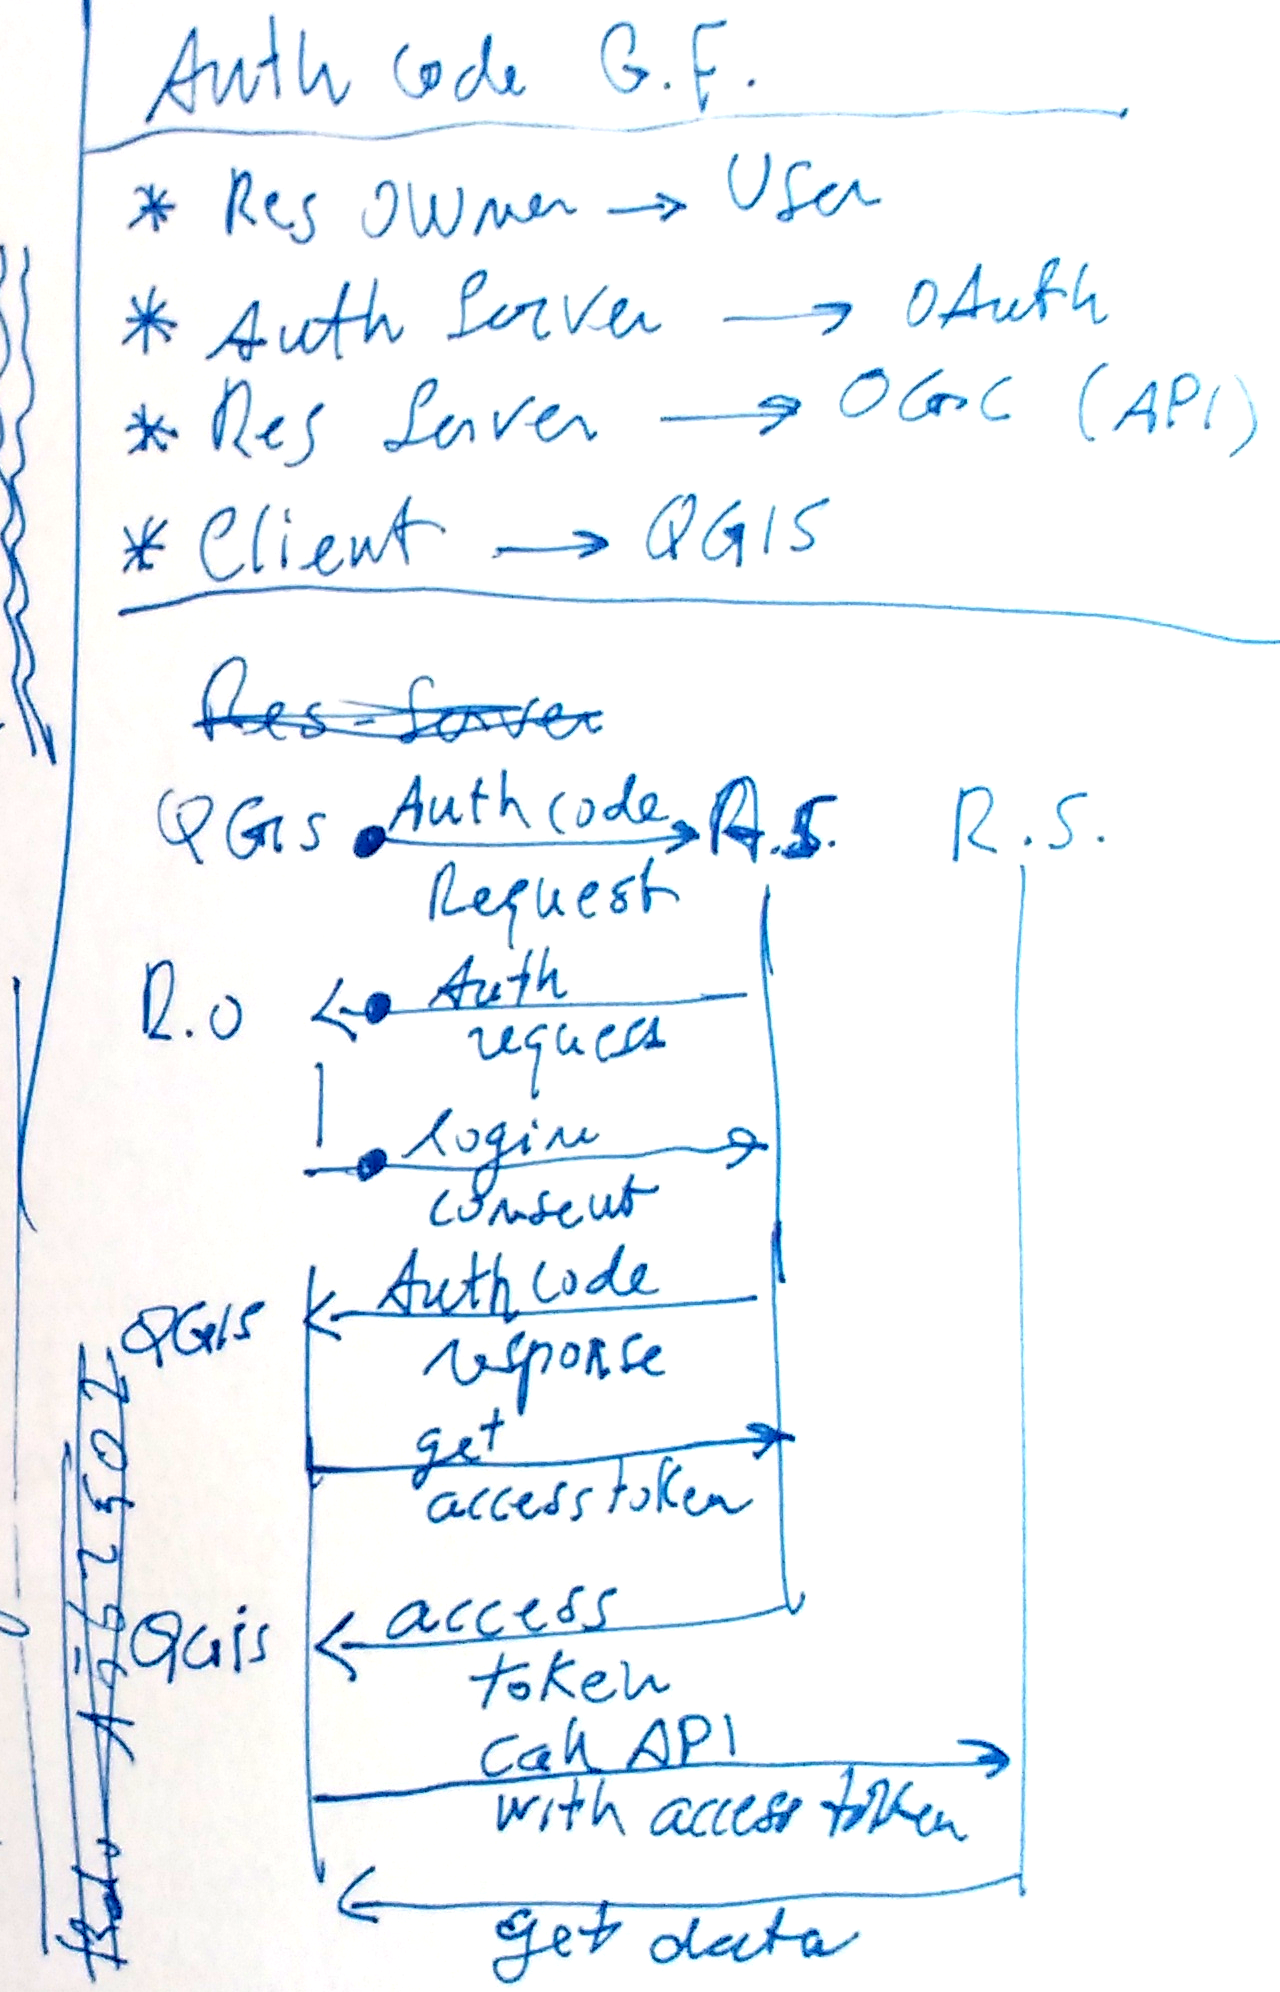 Auth Code G.F.
* Res Owner → User
* Auth Server → OAuth
* Res Server → OGC (API)
* Client → QGIS
Res-Server
QGIS Auth code A.S. R.S.
Request
R.O Auth
request
login
consent
QGIS Auth code
response
get
access token
QGis access
token
call API
with access token
get data